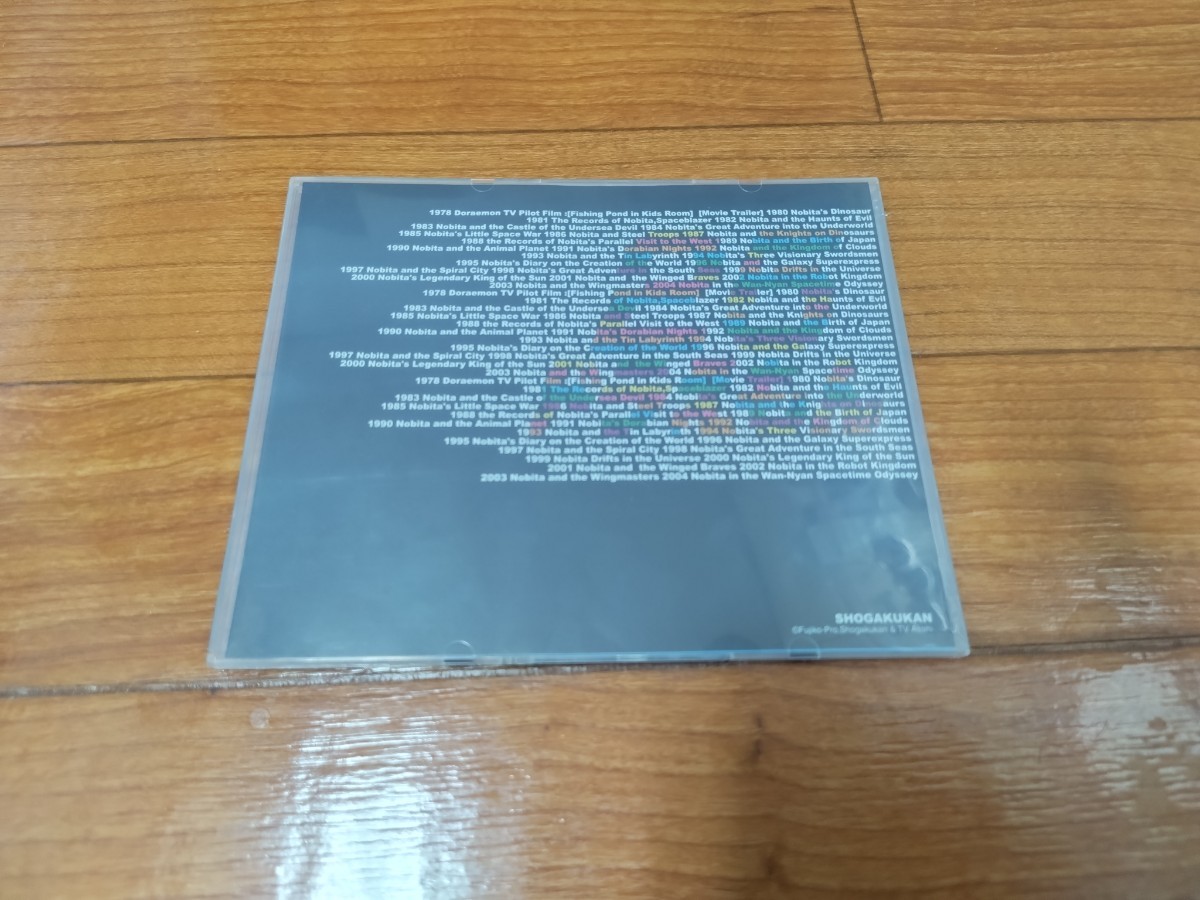 1978 Doraemon TV Pilot Film :[Fishing Pond in Kids Room] [Movie Trailer] 1980 Nobita's Dinosaur
1981 The Records of Nobita,Spaceblazer 1982 Nobita and the Haunts of Evil
1983 Nobita and the Castle of the Undersea Devil 1984 Nobita's Great Adventure into the Underworld
1985 Nobita's Little Space War 1986 Nobita and Steel Troops 1987 Nobita and the Knights on Dinosaurs
1988 the Records of Nobita's Parallel Visit to the West 1989 Nobita and the Birth of Japan
1990 Nobita and the Animal Planet 1991 Nobita's Dorabian Nights 1992 Nobita and the Kingdom of Clouds
1993 Nobita and the Tin Labyrinth 1994 Nobita's Three Visionary Swordsmen
1995 Nobita's Diary on the Creation of the World 1996 Nobita and the Galaxy Superexpress
1997 Nobita and the Spiral City 1998 Nobita's Great Adventure in the South Seas 1999 Nobita Drifts in the Universe
2000 Nobita's Legendary King of the Sun 2001 Nobita and the Winged Braves 2002 Nobita in the Robot Kingdom
2003 Nobita and the Wingmasters 2004 Nobita in the Wan-Nyan Spacetime Odyssey
1978 Doraemon TV Pilot Film :[Fishing Pond in Kids Room] [Movie Trailer] 1980 Nobita's Dinosaur
1981 The Records of Nobita,Spaceblazer 1982 Nobita and the Haunts of Evil
1983 Nobita and the Castle of the Undersea Devil 1984 Nobita's Great Adventure into the Underworld
1985 Nobita's Little Space War 1986 Nobita and Steel Troops 1987 Nobita and the Knights on Dinosaurs
1988 the Records of Nobita's Parallel Visit to the West 1989 Nobita and the Birth of Japan
1990 Nobita and the Animal Planet 1991 Nobita's Dorabian Nights 1992 Nobita and the Kingdom of Clouds
1993 Nobita and the Tin Labyrinth 1994 Nobita's Three Visionary Swordsmen
1995 Nobita's Diary on the Creation of the World 1996 Nobita and the Galaxy Superexpress
1997 Nobita and the Spiral City 1998 Nobita's Great Adventure in the South Seas 1999 Nobita Drifts in the Universe
2000 Nobita's Legendary King of the Sun 2001 Nobita and the Winged Braves 2002 Nobita in the Robot Kingdom
2003 Nobita and the Wingmasters 2004 Nobita in the Wan-Nyan Spacetime Odyssey
1978 Doraemon TV Pilot Film :[Fishing Pond in Kids Room] [Movie Trailer] 1980 Nobita's Dinosaur
1981 The Records of Nobita,Spaceblazer 1982 Nobita and the Haunts of Evil
1983 Nobita and the Castle of the Undersea Devil 1984 Nobita's Great Adventure into the Underworld
1985 Nobita's Little Space War 1986 Nobita and Steel Troops 1987 Nobita and the Knights on Dinosaurs
1988 the Records of Nobita's Parallel Visit to the West 1989 Nobita and the Birth of Japan
1990 Nobita and the Animal Planet 1991 Nobita's Dorabian Nights 1992 Nobita and the Kingdom of Clouds
1993 Nobita and the Tin Labyrinth 1994 Nobita's Three Visionary Swordsmen
1995 Nobita's Diary on the Creation of the World 1996 Nobita and the Galaxy Superexpress
1997 Nobita and the Spiral City 1998 Nobita's Great Adventure in the South Seas
1999 Nobita Drifts in the Universe 2000 Nobita's Legendary King of the Sun
2001 Nobita and the Winged Braves 2002 Nobita in the Robot Kingdom
2003 Nobita and the Wingmasters 2004 Nobita in the Wan-Nyan Spacetime Odyssey
SHOGAKUKAN
©Fujiko-Pro.Shogakukan & TV Asahi